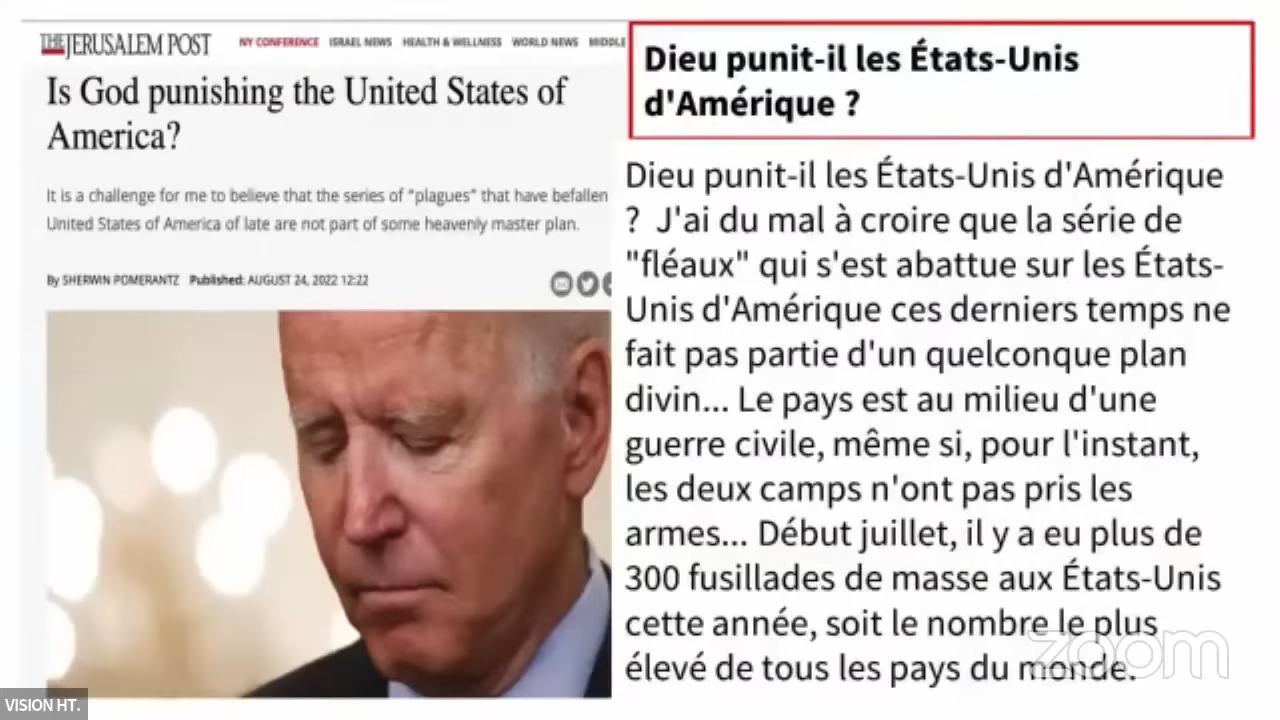 THE JERUSALEM POST
NY CONFERENCE ISRAEL NEWS HEALTH & WELLNESS WORLD NEWS MIDDLE
Is God punishing the United States of
America?
It is a challenge for me to believe that the series of "plagues" that have befallen
United States of America of late are not part of some heavenly master plan.
By SHERWIN POMERANTZ Published: AUGUST 24, 2022 12:22
Dieu punit-il les États-Unis
d'Amérique ?
Dieu punit-il les États-Unis d'Amérique
? J'ai du mal à croire que la série de
"fléaux" qui s'est abattue sur les États-
Unis d'Amérique ces derniers temps ne
fait pas partie d'un quelconque plan
divin... Le pays est au milieu d'une
guerre civile, même si, pour l'instant,
les deux camps n'ont pas pris les
armes... Début juillet, il y a eu plus de
300 fusillades de masse aux États-Unis
cette année, soit le nombre le plus
élevé de tous les pays du monde.
zoom
VISION HT.